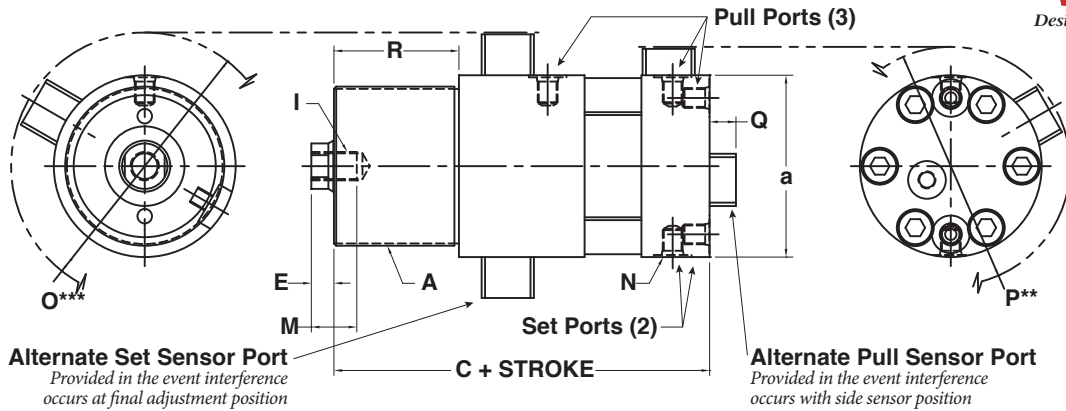 Pull Ports (3)
Desi
R
I
Q
a
E
A
N
O***
P**
M
Set Ports (2)
Alternate Set Sensor Port
Provided in the event interference
occurs at final adjustment position
C + STROKE
Alternate Pull Sensor Port
Provided in the event interference
occurs with side sensor position